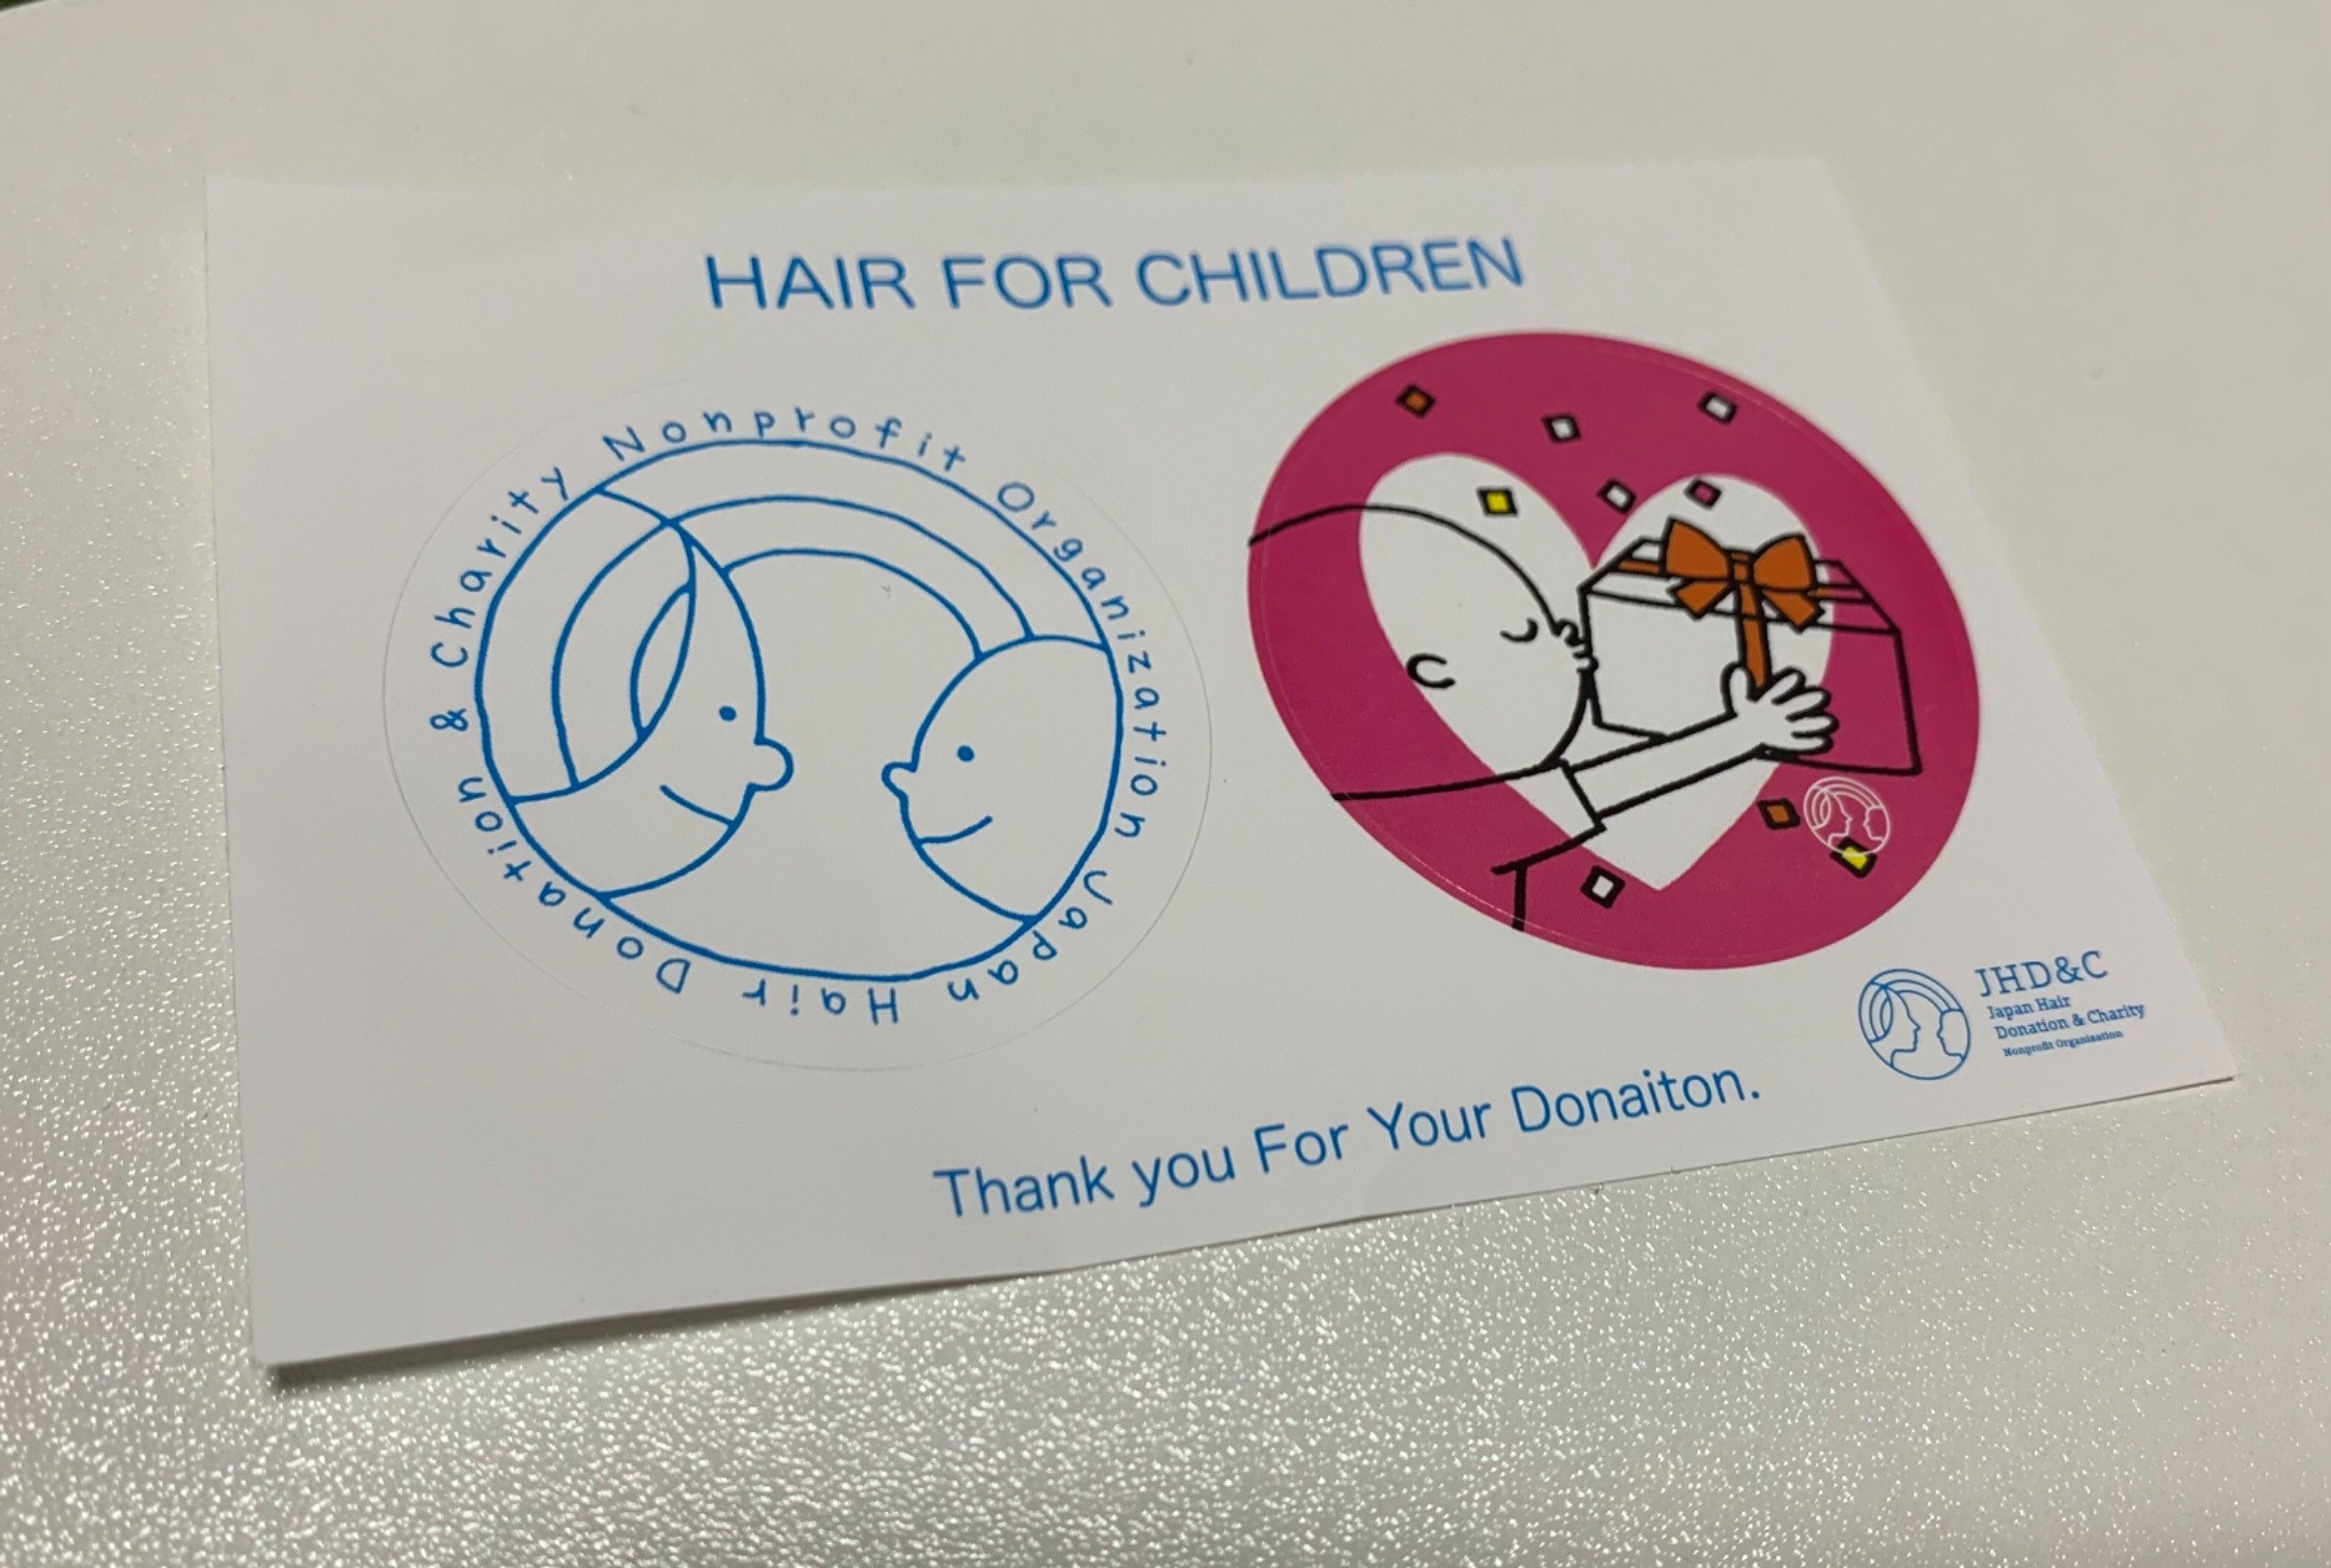 HAIR FOR CHILDREN
Japan Hair Donation & Charity Nonprofit Organization
JHD&C
Japan Hair
Donation & Charity
Nonprofit Organization
Thank you For Your Donaiton.